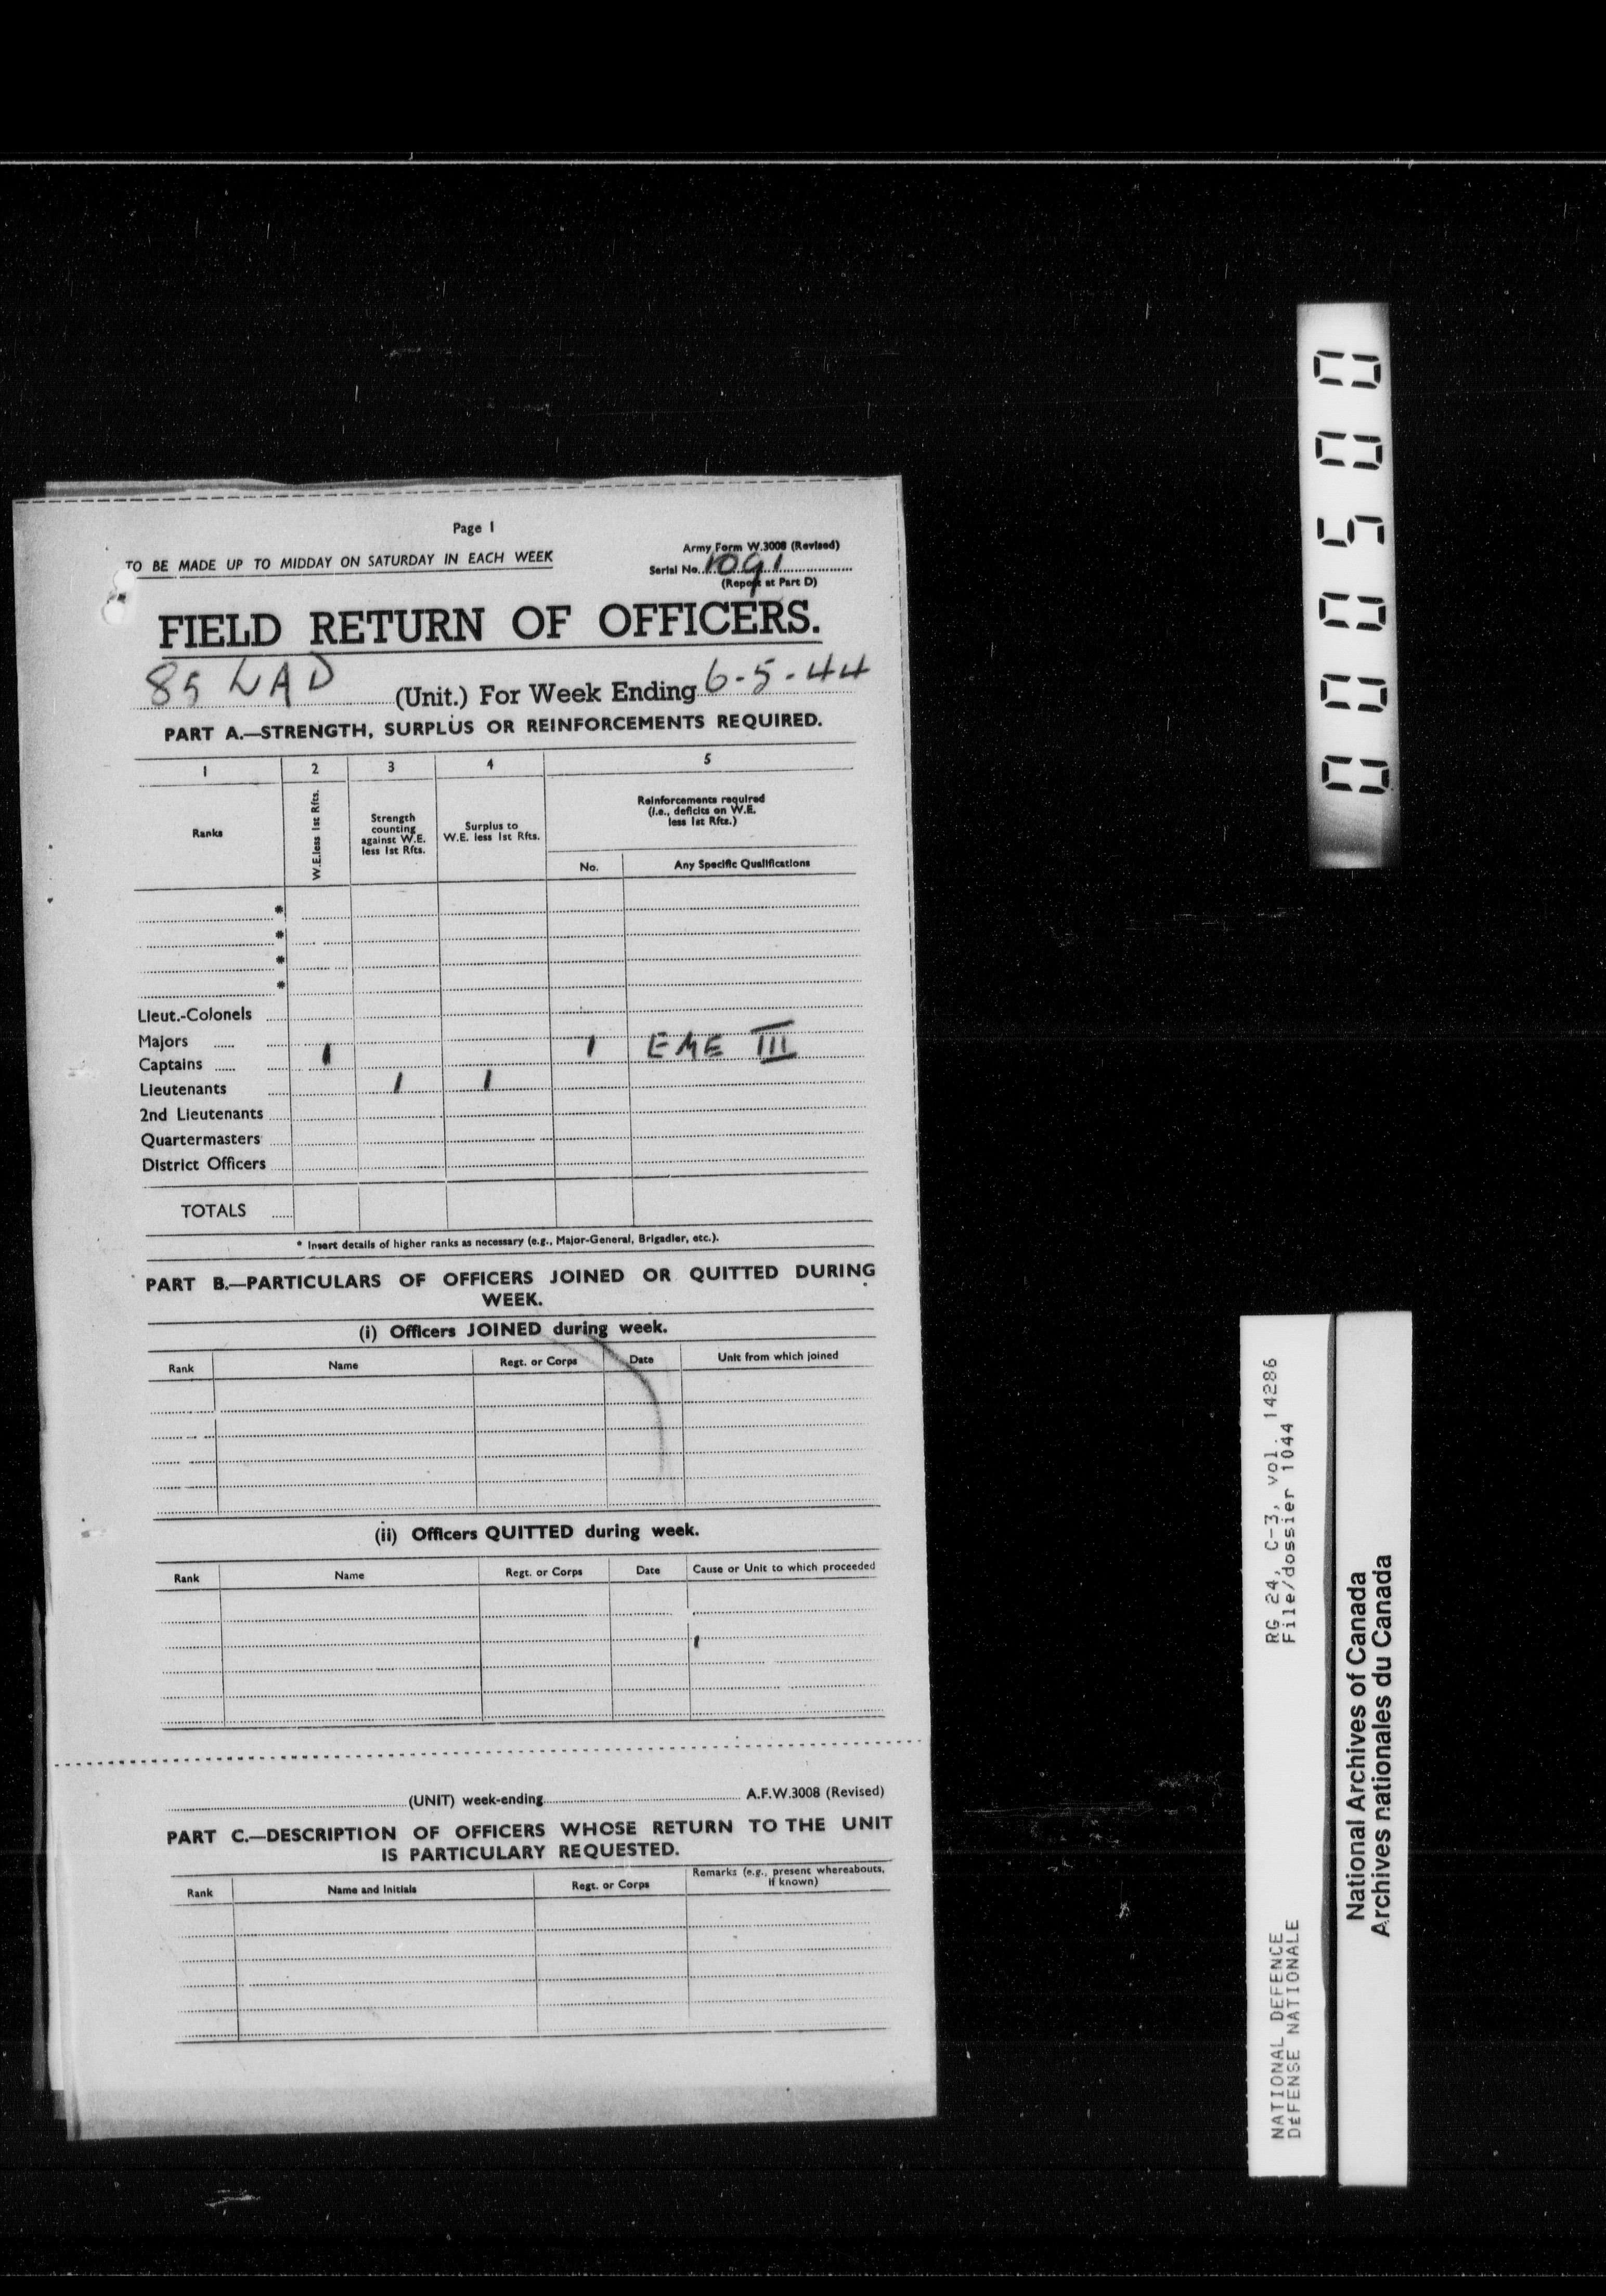 Page 1
TO BE MADE UP TO MIDDAY ON SATURDAY IN EACH WEEK
Army Form W.3008 (Revised)
Serial No. 1091
(Report at Part D)
FIELD RETURN OF OFFICERS.
85 LAD (Unit.) For Week Ending 6-5-44
PART A.—STRENGTH, SURPLUS OR REINFORCEMENTS REQUIRED.
1 2 3 4 5
Ranks
W.E. less 1st Rfts.
Strength counting against W.E. less 1st Rfts.
Surplus to W.E. less 1st Rfts.
Reinforcements required (i.e., deficits on W.E. less 1st Rfts.)
No. Any Specific Qualifications
*
*
*
*
Lieut.-Colonels
Majors
Captains 1 1 EME III
Lieutenants 1 1
2nd Lieutenants
Quartermasters
District Officers
TOTALS
* Insert details of higher ranks as necessary (e.g., Major-General, Brigadier, etc.).
PART B.—PARTICULARS OF OFFICERS JOINED OR QUITTED DURING
WEEK.
(i) Officers JOINED during week.
Rank Name Regt. or Corps Date Unit from which joined
(ii) Officers QUITTED during week.
Rank Name Regt. or Corps Date Cause or Unit to which proceeded
(UNIT) week-ending A.F.W.3008 (Revised)
PART C.—DESCRIPTION OF OFFICERS WHOSE RETURN TO THE UNIT
IS PARTICULARY REQUESTED.
Rank Name and Initials Regt. or Corps Remarks (e.g., present whereabouts, if known)
000500
NATIONAL DEFENCE RG 24, C-3, vol. 14286
DÉFENSE NATIONALE File/dossier 1044
National Archives of Canada
Archives nationales du Canada